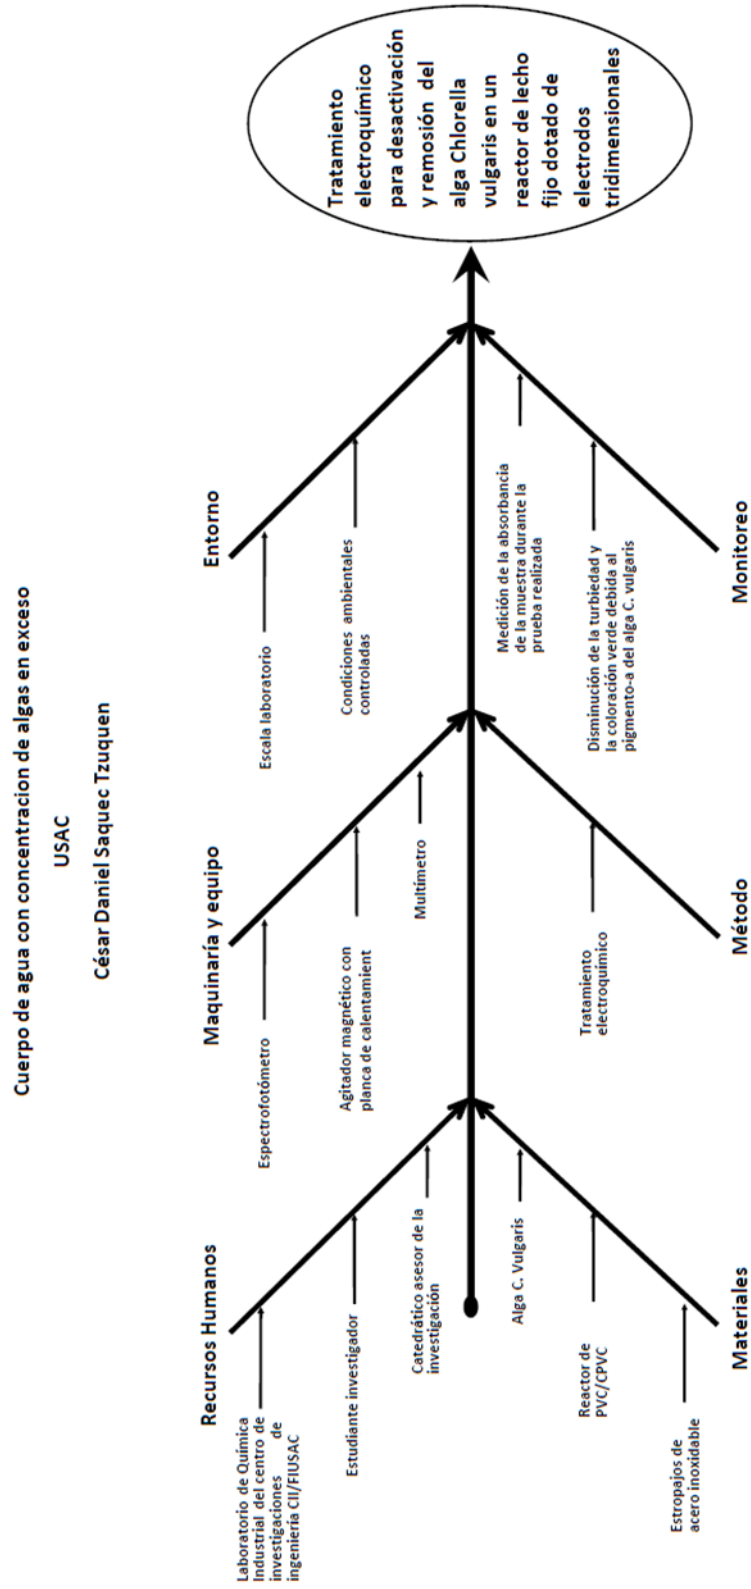 Cuerpo de agua con concentracion de algas en exceso
USAC
César Daniel Saquec Tzuquen
Recursos Humanos
Laboratorio de Química
Industrial del centro de
investigaciones de
ingeniería CII/FIUSAC
Estudiante investigador
Catedrático asesor de la
investigación
Maquinaría y equipo
Espectrofotómetro
Agitador magnético con
planca de calentamient
Multímetro
Entorno
Escala laboratorio
Condiciones ambientales
controladas
Alga C. Vulgaris
Reactor de
PVC/CPVC
Estropajos de
acero inoxidable
Materiales
Tratamiento
electroquímico
Método
Medición de la absorbancia
de la muestra durante la
prueba realizada
Disminución de la turbiedad y
la coloración verde debida al
pigmento-a del alga C. vulgaris
Monitoreo
Tratamiento
electroquímico
para desactivación
y remosión del
alga Chlorella
vulgaris en un
reactor de lecho
fijo dotado de
electrodos
tridimensionales